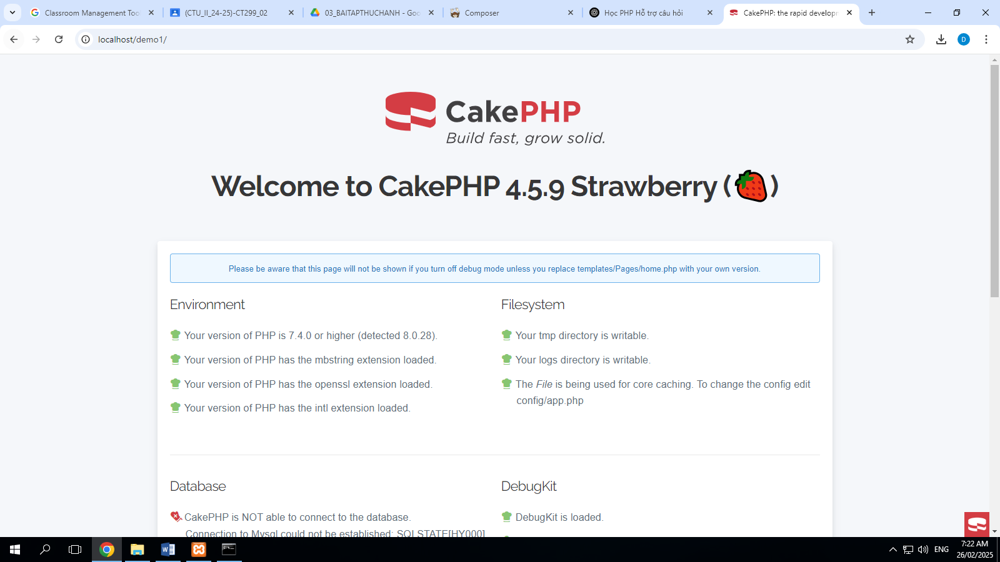 Classroom Management Tool
(CTU_II_24-25)-CT299_02
03_BAITAPTHUCHANH - Goo
Composer
Học PHP Hỗ trợ câu hỏi
CakePHP: the rapid developm
localhost/demo1/
D
CakePHP
Build fast, grow solid.
Welcome to CakePHP 4.5.9 Strawberry (🍓)
Please be aware that this page will not be shown if you turn off debug mode unless you replace templates/Pages/home.php with your own version.
Environment
Your version of PHP is 7.4.0 or higher (detected 8.0.28).
Your version of PHP has the mbstring extension loaded.
Your version of PHP has the openssl extension loaded.
Your version of PHP has the intl extension loaded.
Filesystem
Your tmp directory is writable.
Your logs directory is writable.
The File is being used for core caching. To change the config edit
config/app.php
Database
CakePHP is NOT able to connect to the database.
Connection to Mysql could not be established: SQLSTATE[HY000]
DebugKit
DebugKit is loaded.
ENG
7:22 AM
26/02/2025